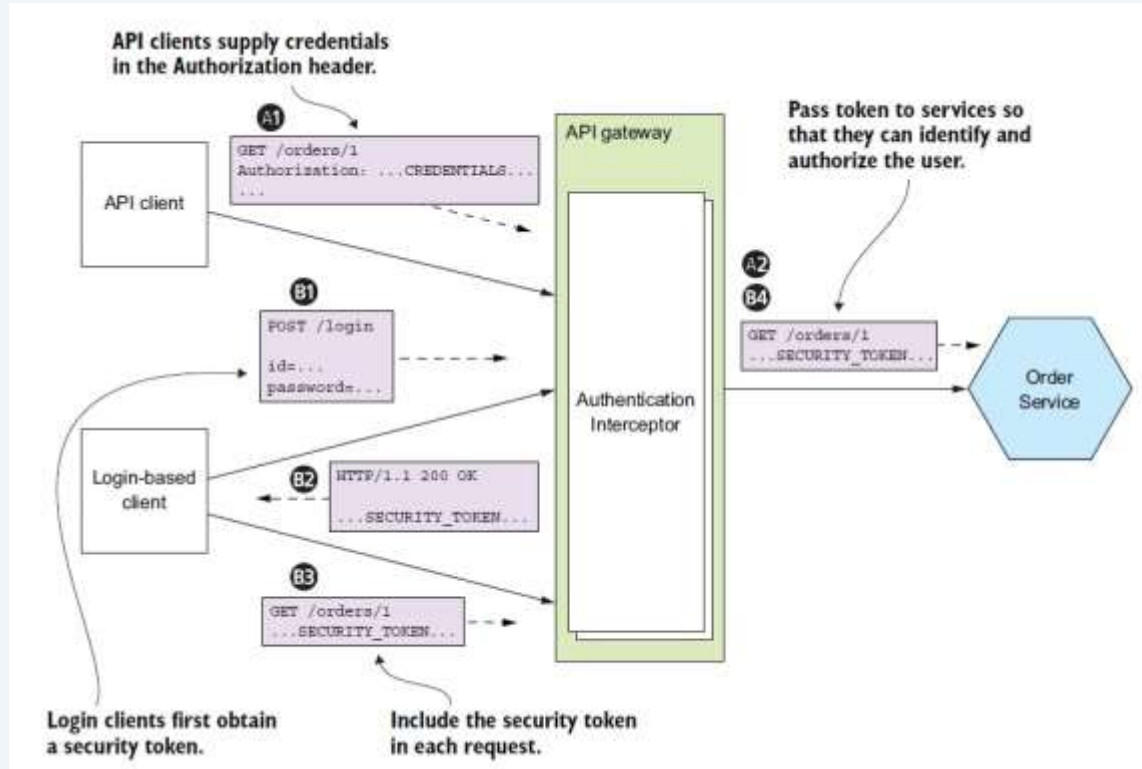 API clients supply credentials
in the Authorization header.
A1
GET /orders/1
Authorization: ...CREDENTIALS...
...
API client
API gateway
Pass token to services so
that they can identify and
authorize the user.
A2
B4
GET /orders/1
...SECURITY_TOKEN...
Order
Service
B1
POST /login
id=...
password=...
Authentication
Interceptor
Login-based
client
B2
HTTP/1.1 200 OK
...SECURITY_TOKEN...
B3
GET /orders/1
...SECURITY_TOKEN...
Login clients first obtain
a security token.
Include the security token
in each request.